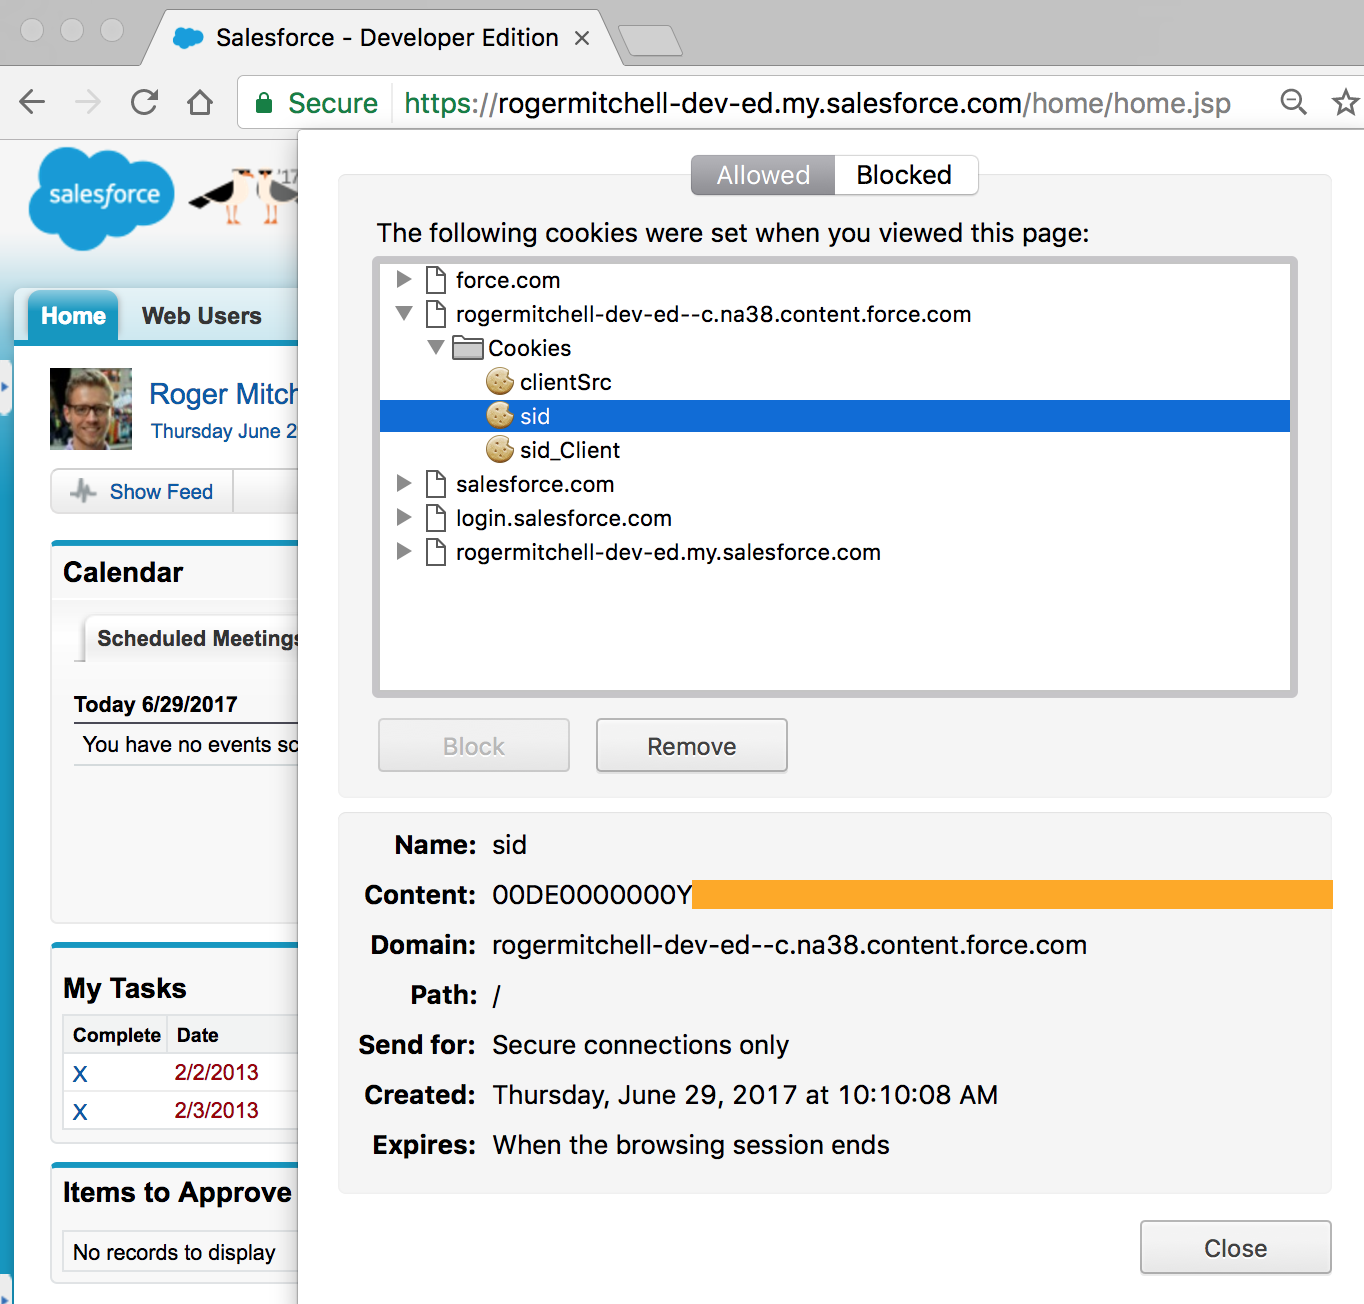 Salesforce - Developer Edition
Secure https://rogermitchell-dev-ed.my.salesforce.com/home/home.jsp
salesforce
'17
Home
Web Users
Roger Mitch
Thursday June 2
Show Feed
Calendar
Scheduled Meetings
Today 6/29/2017
You have no events sc
My Tasks
Complete Date
X 2/2/2013
X 2/3/2013
Items to Approve
No records to display
Allowed Blocked
The following cookies were set when you viewed this page:
force.com
rogermitchell-dev-ed--c.na38.content.force.com
Cookies
clientSrc
sid
sid_Client
salesforce.com
login.salesforce.com
rogermitchell-dev-ed.my.salesforce.com
Block Remove
Name: sid
Content: 00DE0000000Y
Domain: rogermitchell-dev-ed--c.na38.content.force.com
Path: /
Send for: Secure connections only
Created: Thursday, June 29, 2017 at 10:10:08 AM
Expires: When the browsing session ends
Close